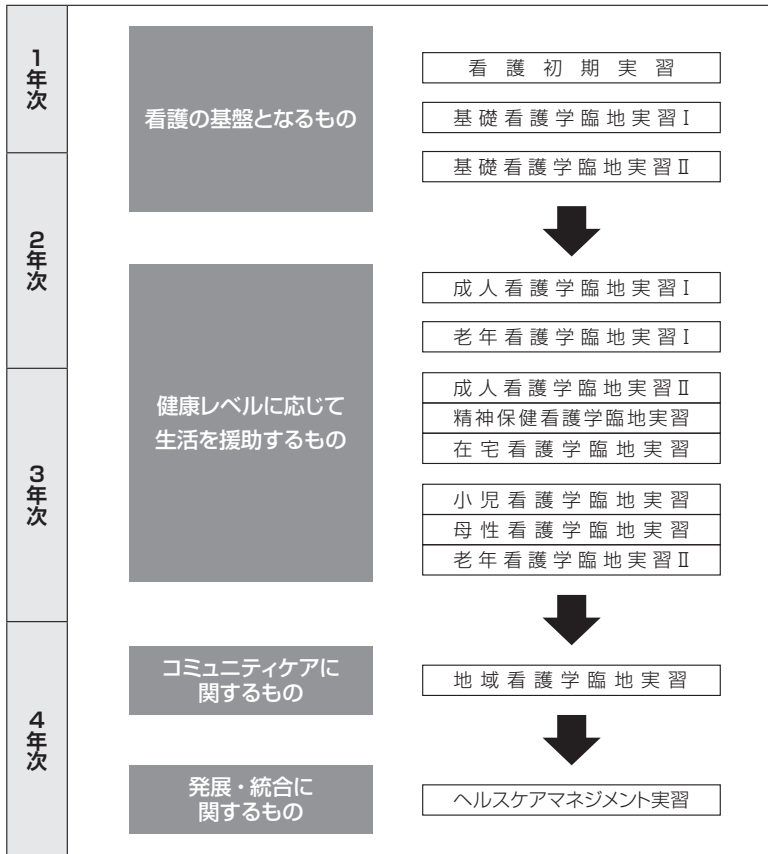 1年次
看護の基盤となるもの
看護初期実習
基礎看護学臨地実習Ⅰ
基礎看護学臨地実習Ⅱ
2年次
成人看護学臨地実習Ⅰ
老年看護学臨地実習Ⅰ
3年次
健康レベルに応じて
生活を援助するもの
成人看護学臨地実習Ⅱ
精神保健看護学臨地実習
在宅看護学臨地実習
小児看護学臨地実習
母性看護学臨地実習
老年看護学臨地実習Ⅱ
4年次
コミュニティケアに
関するもの
地域看護学臨地実習
発展・統合に
関するもの
ヘルスケアマネジメント実習